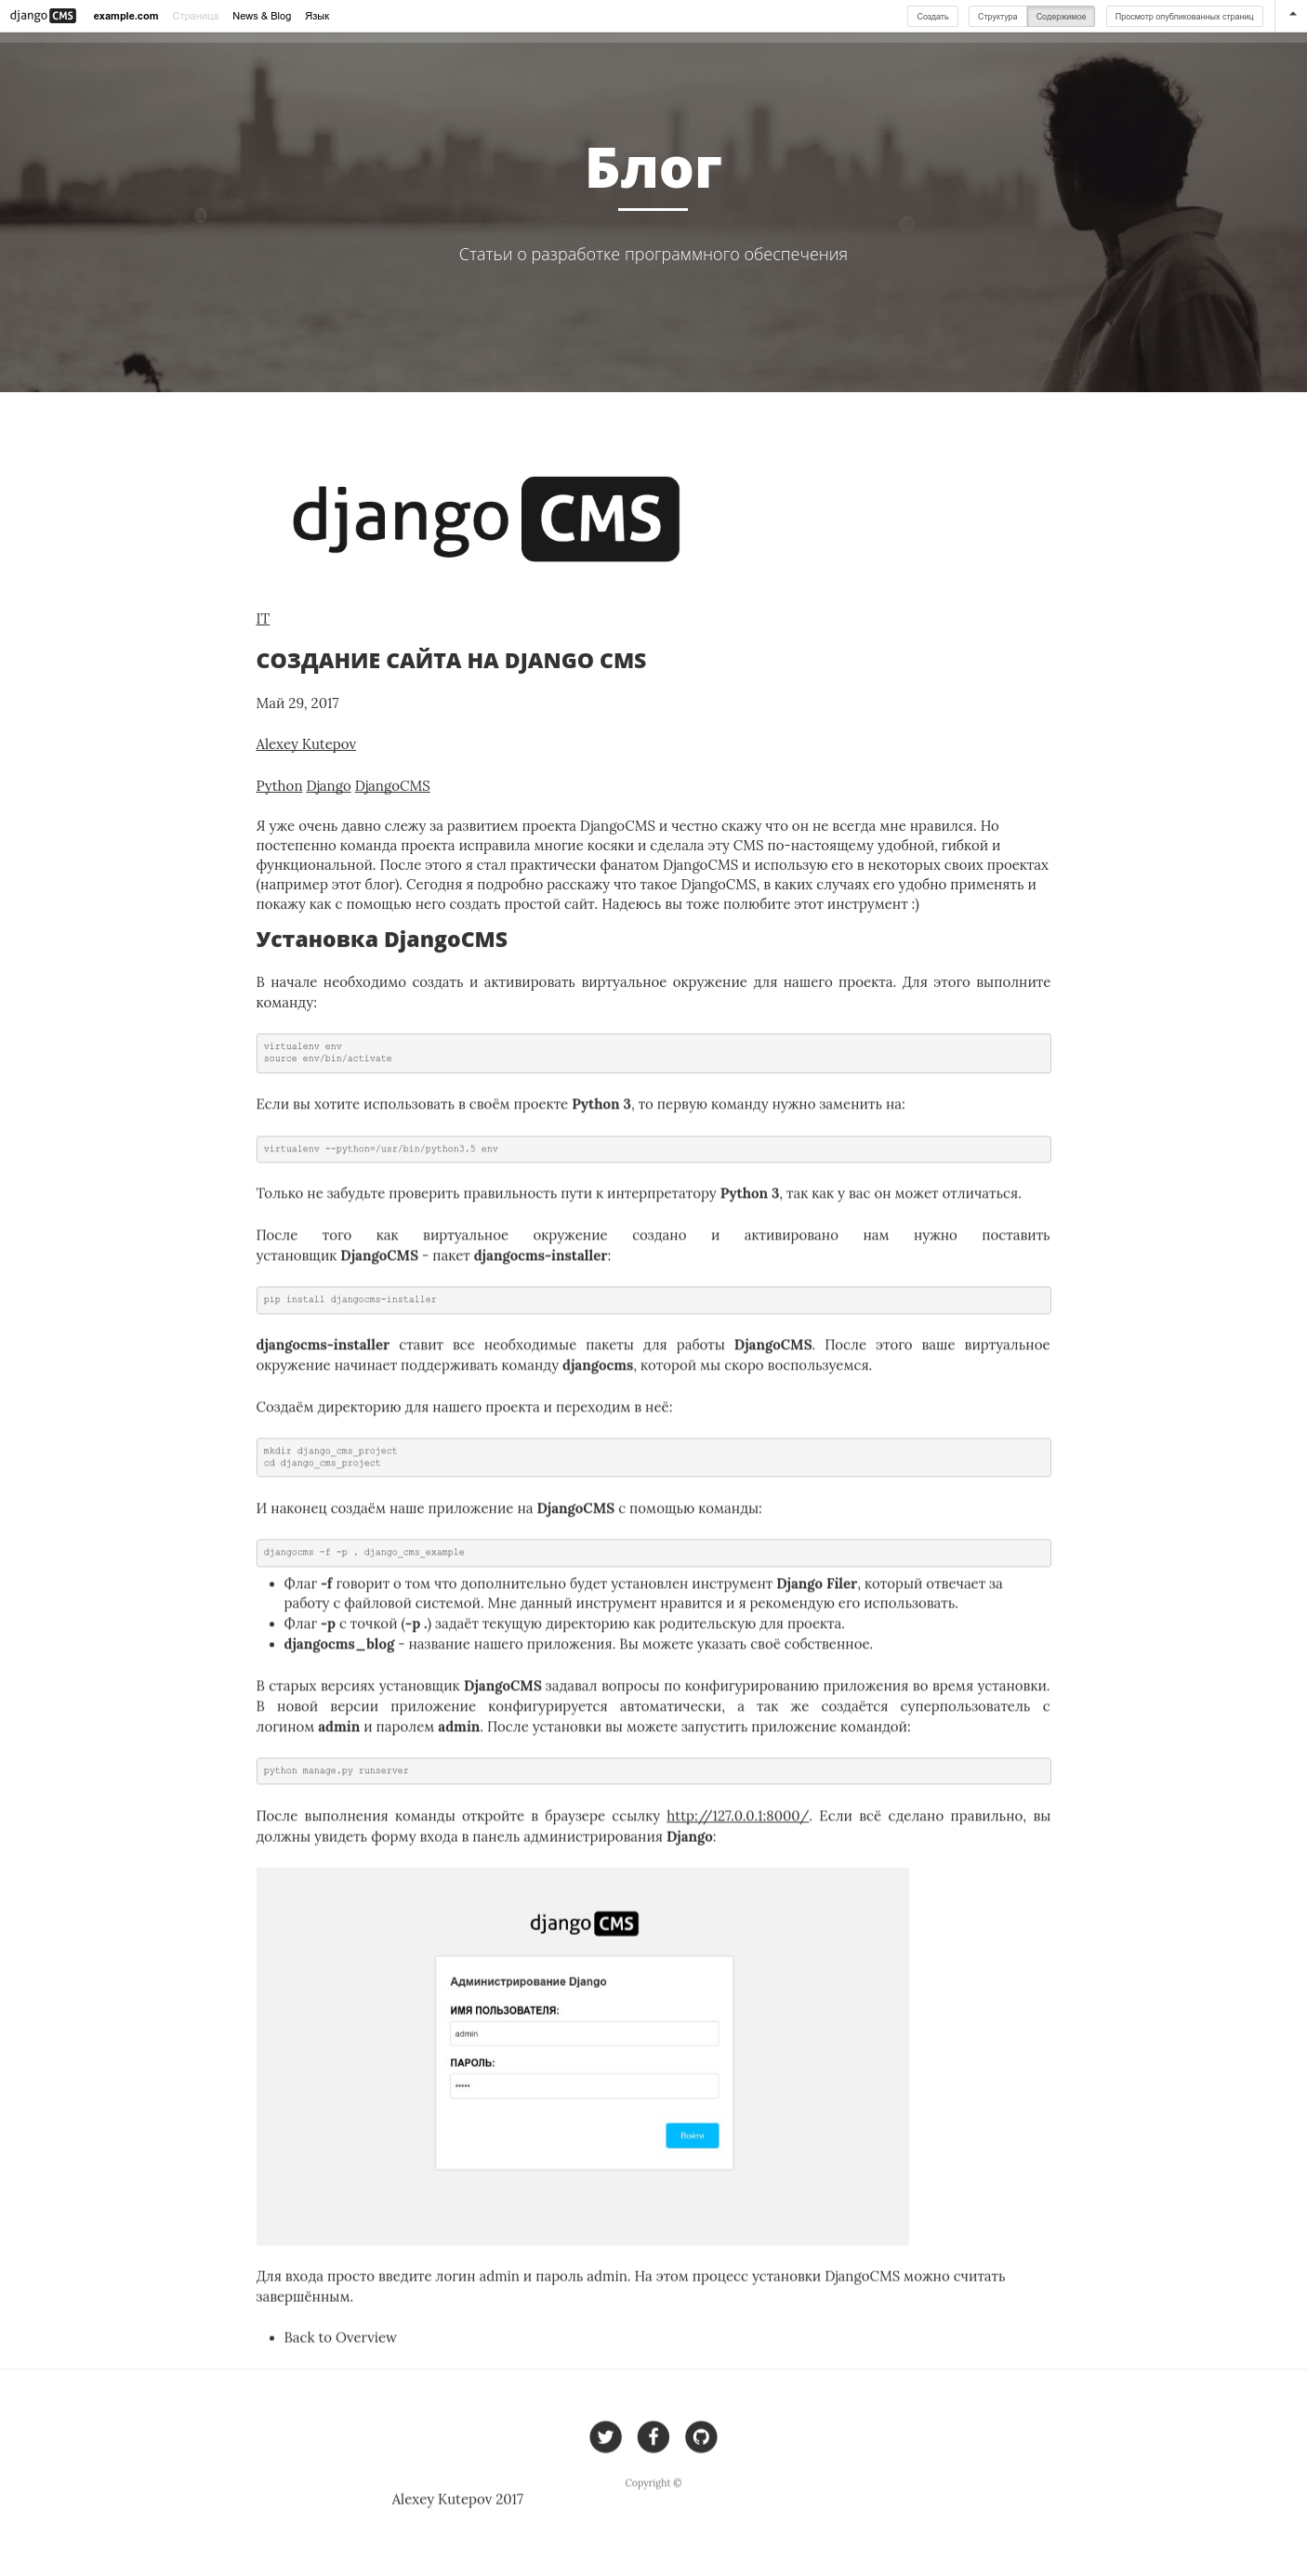 django CMS example.com Страница News & Blog Язык Создать Структура Содержимое Просмотр опубликованных страниц
Блог
Статьи о разработке программного обеспечения
django CMS
IT
СОЗДАНИЕ САЙТА НА DJANGO CMS
Май 29, 2017
Alexey Kutepov
Python Django DjangoCMS
Я уже очень давно слежу за развитием проекта DjangoCMS и честно скажу что он не всегда мне нравился. Но
постепенно команда проекта исправила многие косяки и сделала эту CMS по-настоящему удобной, гибкой и
функциональной. После этого я стал практически фанатом DjangoCMS и использую его в некоторых своих проектах
(например этот блог). Сегодня я подробно расскажу что такое DjangoCMS, в каких случаях его удобно применять и
покажу как с помощью него создать простой сайт. Надеюсь вы тоже полюбите этот инструмент :)
Установка DjangoCMS
В начале необходимо создать и активировать виртуальное окружение для нашего проекта. Для этого выполните
команду:
virtualenv env
source env/bin/activate
Если вы хотите использовать в своём проекте Python 3, то первую команду нужно заменить на:
virtualenv --python=/usr/bin/python3.5 env
Только не забудьте проверить правильность пути к интерпретатору Python 3, так как у вас он может отличаться.
После того как виртуальное окружение создано и активировано нам нужно поставить
установщик DjangoCMS - пакет djangocms-installer:
pip install djangocms-installer
djangocms-installer ставит все необходимые пакеты для работы DjangoCMS. После этого ваше виртуальное
окружение начинает поддерживать команду djangocms, которой мы скоро воспользуемся.
Создаём директорию для нашего проекта и переходим в неё:
mkdir django_cms_project
cd django_cms_project
И наконец создаём наше приложение на DjangoCMS с помощью команды:
djangocms -f -p . django_cms_example
• Флаг -f говорит о том что дополнительно будет установлен инструмент Django Filer, который отвечает за
работу с файловой системой. Мне данный инструмент нравится и я рекомендую его использовать.
• Флаг -p с точкой (-p .) задаёт текущую директорию как родительскую для проекта.
• djangocms_blog - название нашего приложения. Вы можете указать своё собственное.
В старых версиях установщик DjangoCMS задавал вопросы по конфигурированию приложения во время установки.
В новой версии приложение конфигурируется автоматически, а так же создаётся суперпользователь с
логином admin и паролем admin. После установки вы можете запустить приложение командой:
python manage.py runserver
После выполнения команды откройте в браузере ссылку http://127.0.0.1:8000/. Если всё сделано правильно, вы
должны увидеть форму входа в панель администрирования Django:
django CMS
Администрирование Django
ИМЯ ПОЛЬЗОВАТЕЛЯ:
admin
ПАРОЛЬ:
•••••
Войти
Для входа просто введите логин admin и пароль admin. На этом процесс установки DjangoCMS можно считать
завершённым.
• Back to Overview
Copyright ©
Alexey Kutepov 2017